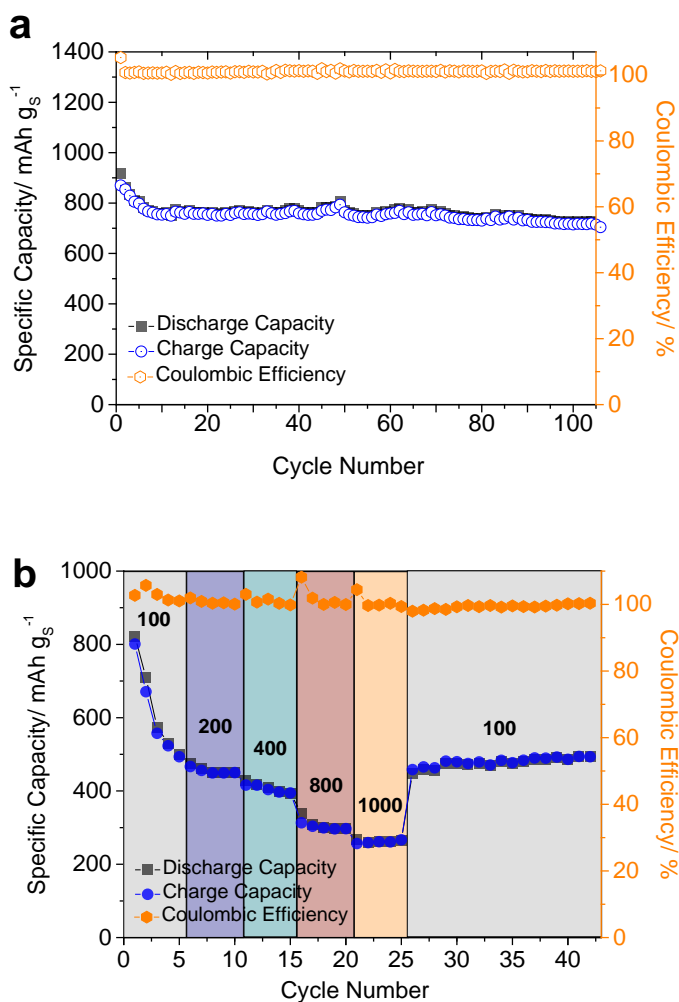 a
1400
1200
1000
800
600
400
200
0
100
80
60
40
20
0
Specific Capacity/ mAh g_S^-1
Coulombic Efficiency/ %
Discharge Capacity
Charge Capacity
Coulombic Efficiency
0 20 40 60 80 100
Cycle Number
b
1000
800
600
400
200
0
100
80
60
40
20
0
Specific Capacity/ mAh g_S^-1
Coulombic Efficiency/ %
100
200
400
800
1000
100
Discharge Capacity
Charge Capacity
Coulombic Efficiency
0 5 10 15 20 25 30 35 40
Cycle Number